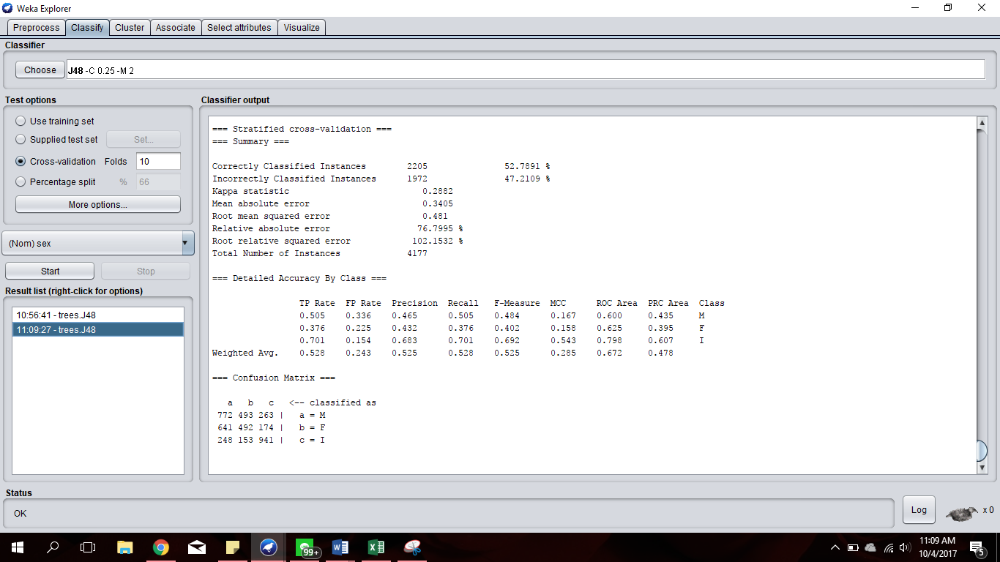 Weka Explorer
Preprocess Classify Cluster Associate Select attributes Visualize
Classifier
Choose J48 -C 0.25 -M 2
Test options
Use training set
Supplied test set Set...
Cross-validation Folds 10
Percentage split % 66
More options...
(Nom) sex
Start Stop
Result list (right-click for options)
10:56:41 - trees.J48
11:09:27 - trees.J48
Classifier output
=== Stratified cross-validation ===
=== Summary ===
Correctly Classified Instances 2205 52.7891 %
Incorrectly Classified Instances 1972 47.2109 %
Kappa statistic 0.2882
Mean absolute error 0.3405
Root mean squared error 0.481
Relative absolute error 76.7995 %
Root relative squared error 102.1532 %
Total Number of Instances 4177
=== Detailed Accuracy By Class ===
TP Rate FP Rate Precision Recall F-Measure MCC ROC Area PRC Area Class
0.505 0.336 0.465 0.505 0.484 0.167 0.600 0.435 M
0.376 0.225 0.432 0.376 0.402 0.158 0.625 0.395 F
0.701 0.154 0.683 0.701 0.692 0.543 0.798 0.607 I
Weighted Avg. 0.528 0.243 0.525 0.528 0.525 0.285 0.672 0.478
=== Confusion Matrix ===
a b c <-- classified as
772 493 263 | a = M
641 492 174 | b = F
248 153 941 | c = I
Status
OK
Log x 0
99+
11:09 AM
10/4/2017
5